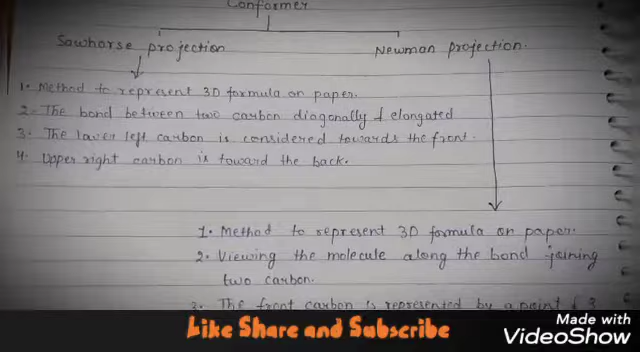 Conformer
Sawharse projection
Newman projection.
1. Method to represent 3D formula on paper.
2. The bond between two carbon diagonally & elongated
3. The lower left carbon is considered towards the front.
4. Upper right carbon is toward the back.
1. Method to represent 3D formula on paper.
2. Viewing the molecule along the bond joining
two carbon.
3. The front carbon is represented by a point & 3
Like Share and Subscribe
Made with
VideoShow